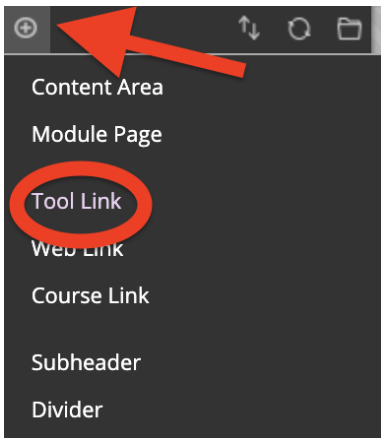 Content Area
Module Page
Tool Link
Web Link
Course Link
Subheader
Divider